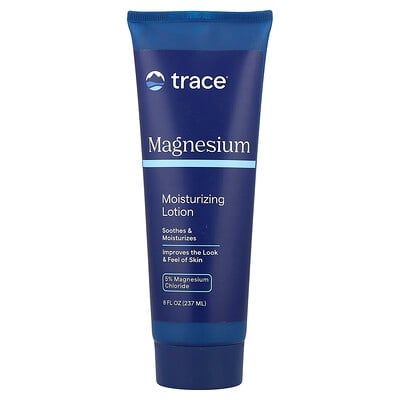 trace®
Magnesium
Moisturizing
Lotion
Soothes &
Moisturizes
Improves the Look
& Feel of Skin
5% Magnesium
Chloride
8 FL OZ (237 ML)